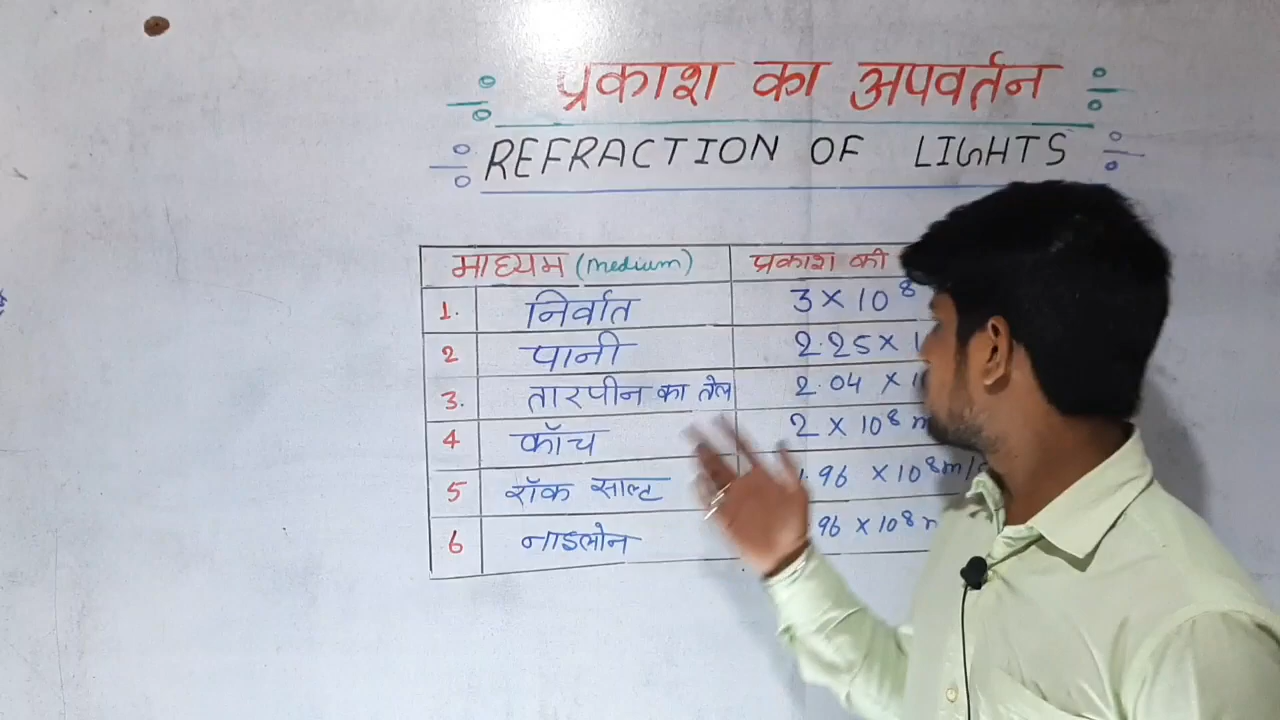 प्रकाश का अपवर्तन
REFRACTION OF LIGHTS
माध्यम (medium) प्रकाश की
1. निर्वात 3 × 10⁸
2 पानी 2.25 ×
3. तारपीन का तेल 2.04 ×
4 काँच 2 × 10⁸
5 रॉक साल्ट .96 × 10⁸ m/s
6 नाइलोन .96 × 10⁸